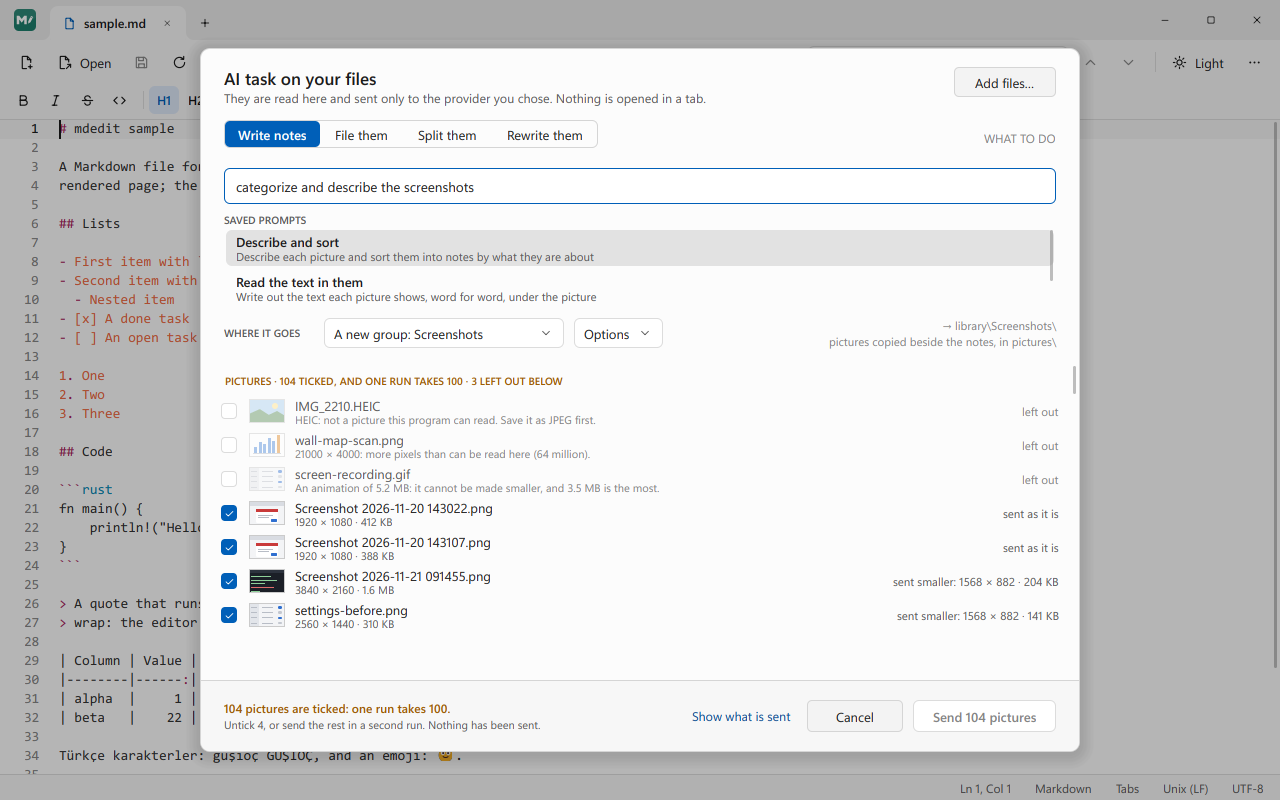 sample.md
Open
Light
B I S <> H1 H2
1 # mdedit sample
2
3 A Markdown file for
4 rendered page; the
5
6 ## Lists
7
8 - First item with
9 - Second item with
10 - Nested item
11 - [x] A done task
12 - [ ] An open task
13
14 1. One
15 2. Two
16 3. Three
17
18 ## Code
19
20 ```rust
21 fn main() {
22 println!("Hello
23 }
24 ```
25
26 > A quote that runs
27 > wrap: the editor
28
29 | Column | Value |
30 |--------|------:|
31 | alpha | 1 |
32 | beta | 22 |
33
34 Türkçe karakterler: ğüşıöç ĞÜŞİÖÇ, and an emoji: 🙂.
35
AI task on your files
They are read here and sent only to the provider you chose. Nothing is opened in a tab.
Add files...
Write notes File them Split them Rewrite them
WHAT TO DO
categorize and describe the screenshots
SAVED PROMPTS
Describe and sort
Describe each picture and sort them into notes by what they are about
Read the text in them
Write out the text each picture shows, word for word, under the picture
WHERE IT GOES
A new group: Screenshots
Options
→ library\Screenshots\
pictures copied beside the notes, in pictures\
PICTURES · 104 TICKED, AND ONE RUN TAKES 100 · 3 LEFT OUT BELOW
IMG_2210.HEIC
HEIC: not a picture this program can read. Save it as JPEG first.
left out
wall-map-scan.png
21000 × 4000: more pixels than can be read here (64 million).
left out
screen-recording.gif
An animation of 5.2 MB: it cannot be made smaller, and 3.5 MB is the most.
left out
Screenshot 2026-11-20 143022.png
1920 × 1080 · 412 KB
sent as it is
Screenshot 2026-11-20 143107.png
1920 × 1080 · 388 KB
sent as it is
Screenshot 2026-11-21 091455.png
3840 × 2160 · 1.6 MB
sent smaller: 1568 × 882 · 204 KB
settings-before.png
2560 × 1440 · 310 KB
sent smaller: 1568 × 882 · 141 KB
104 pictures are ticked: one run takes 100.
Untick 4, or send the rest in a second run. Nothing has been sent.
Show what is sent
Cancel
Send 104 pictures
Ln 1, Col 1 Markdown Tabs Unix (LF) UTF-8